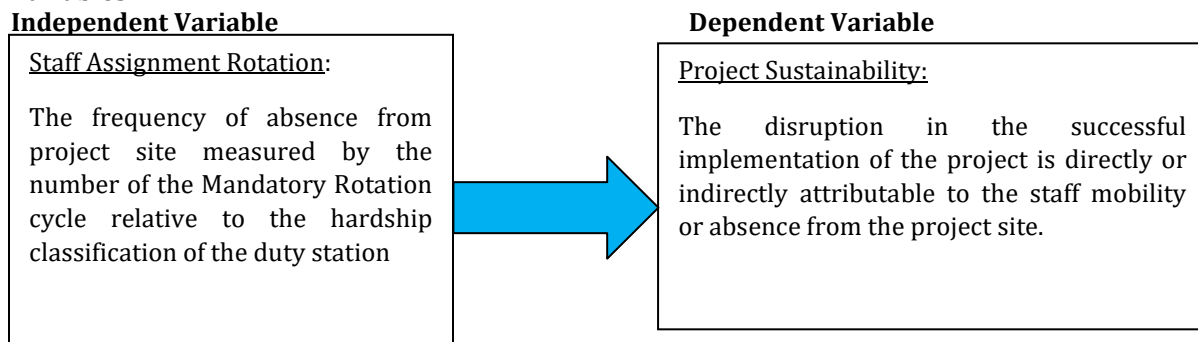 Independent Variable
Dependent Variable
Staff Assignment Rotation:
The frequency of absence from
project site measured by the
number of the Mandatory Rotation
cycle relative to the hardship
classification of the duty station
Project Sustainability:
The disruption in the successful
implementation of the project is directly or
indirectly attributable to the staff mobility
or absence from the project site.